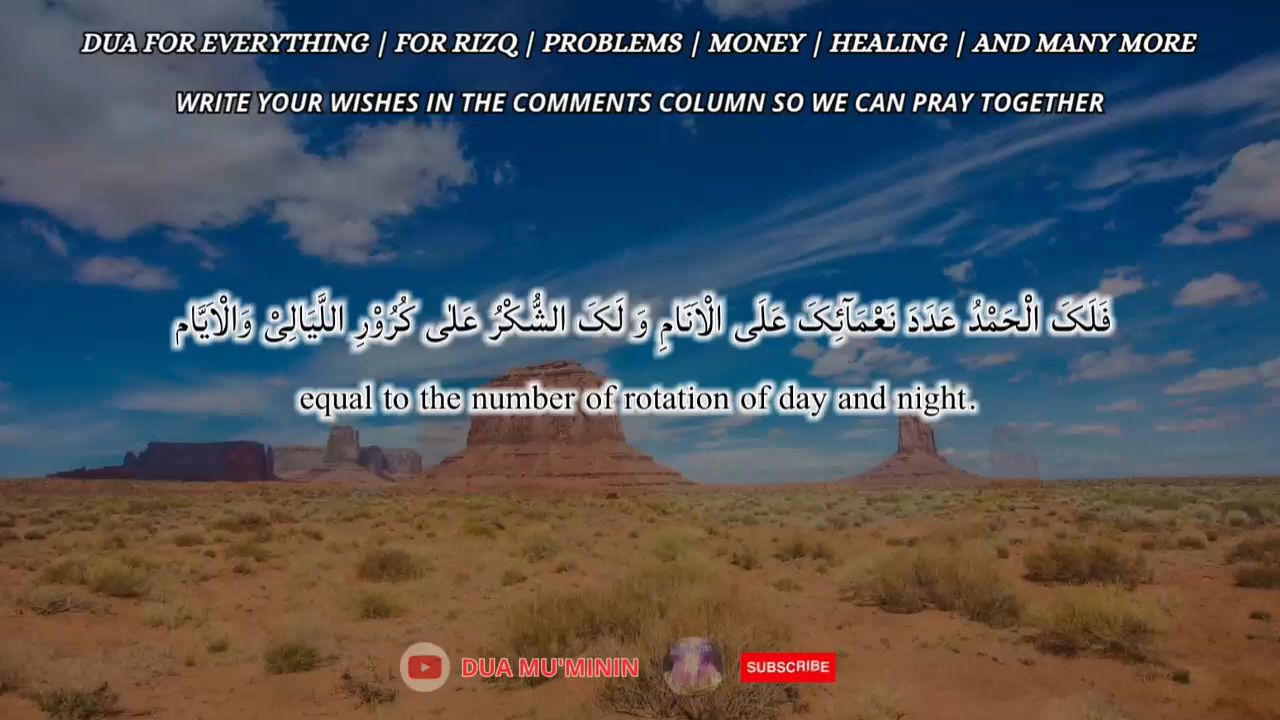 DUA FOR EVERYTHING | FOR RIZQ | PROBLEMS | MONEY | HEALING | AND MANY MORE
WRITE YOUR WISHES IN THE COMMENTS COLUMN SO WE CAN PRAY TOGETHER
فَلَکَ الْحَمْدُ عَدَدَ نَعْمَآئِکَ عَلَی الْاَنَامِ وَ لَکَ الشُّکْرُ عَلٰی کُرُوْرِ اللَّیَالِیْ وَالْاَیَّام
equal to the number of rotation of day and night.
DUA MU'MININ
SUBSCRIBE